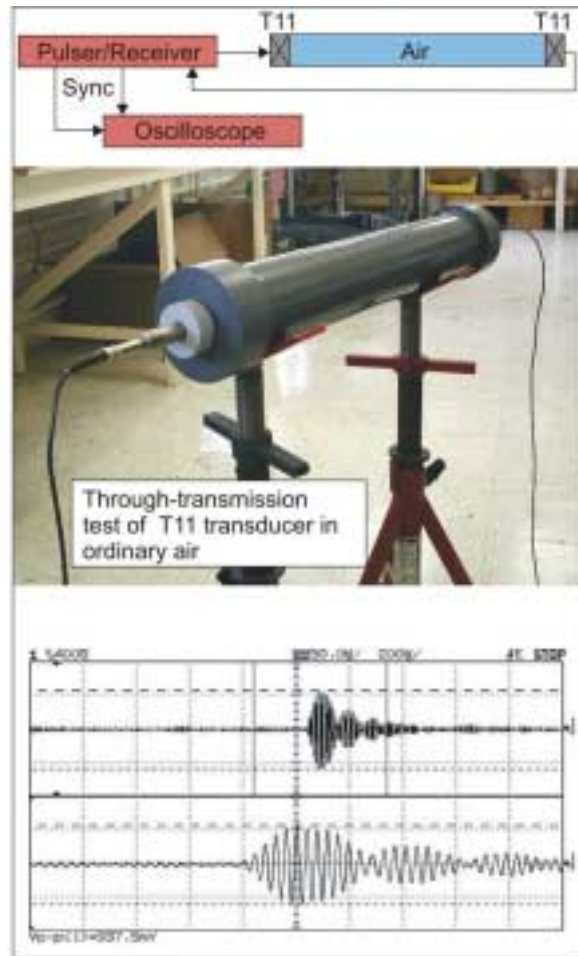 T11 T11
Pulser/Receiver Air
Sync
Oscilloscope
Through-transmission
test of T11 transducer in
ordinary air
STOP